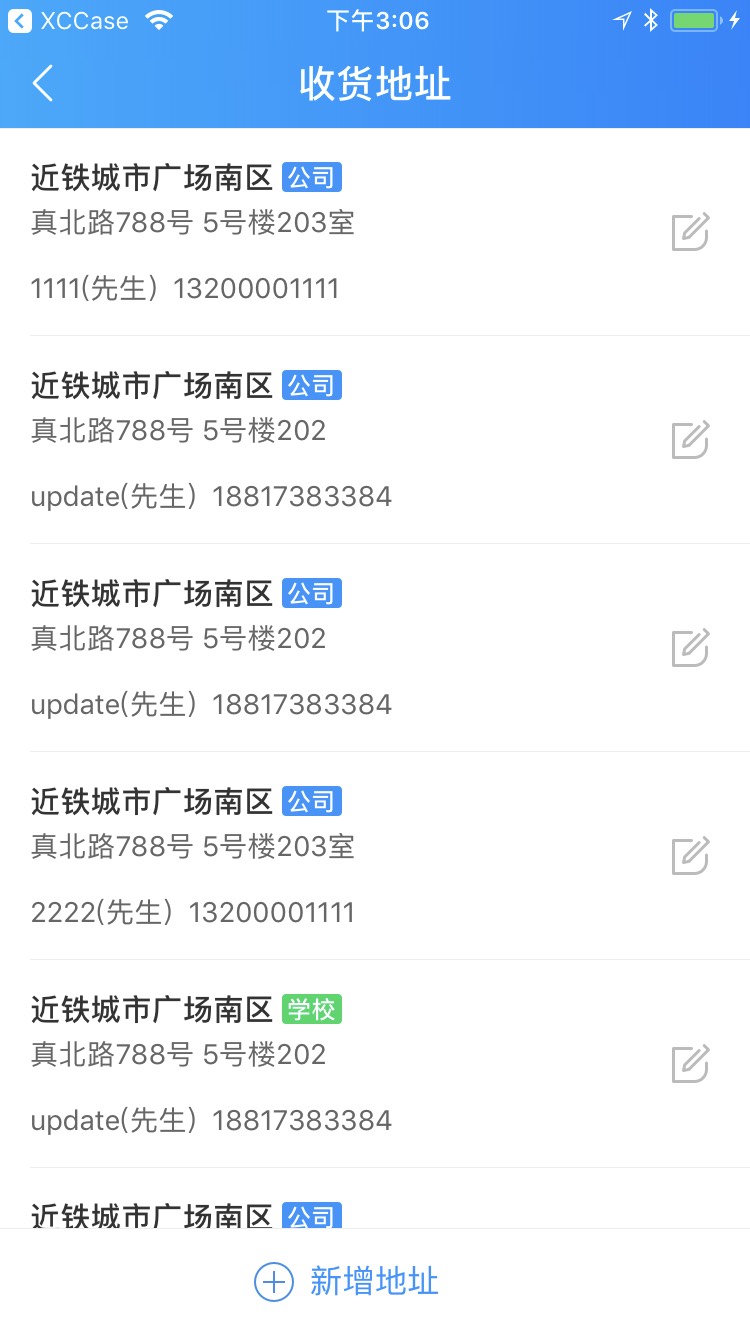 XCCase 下午3:06
收货地址
近铁城市广场南区 公司
真北路788号 5号楼203室
1111(先生) 13200001111
近铁城市广场南区 公司
真北路788号 5号楼202
update(先生) 18817383384
近铁城市广场南区 公司
真北路788号 5号楼202
update(先生) 18817383384
近铁城市广场南区 公司
真北路788号 5号楼203室
2222(先生) 13200001111
近铁城市广场南区 学校
真北路788号 5号楼202
update(先生) 18817383384
近铁城市广场南区 公司
新增地址